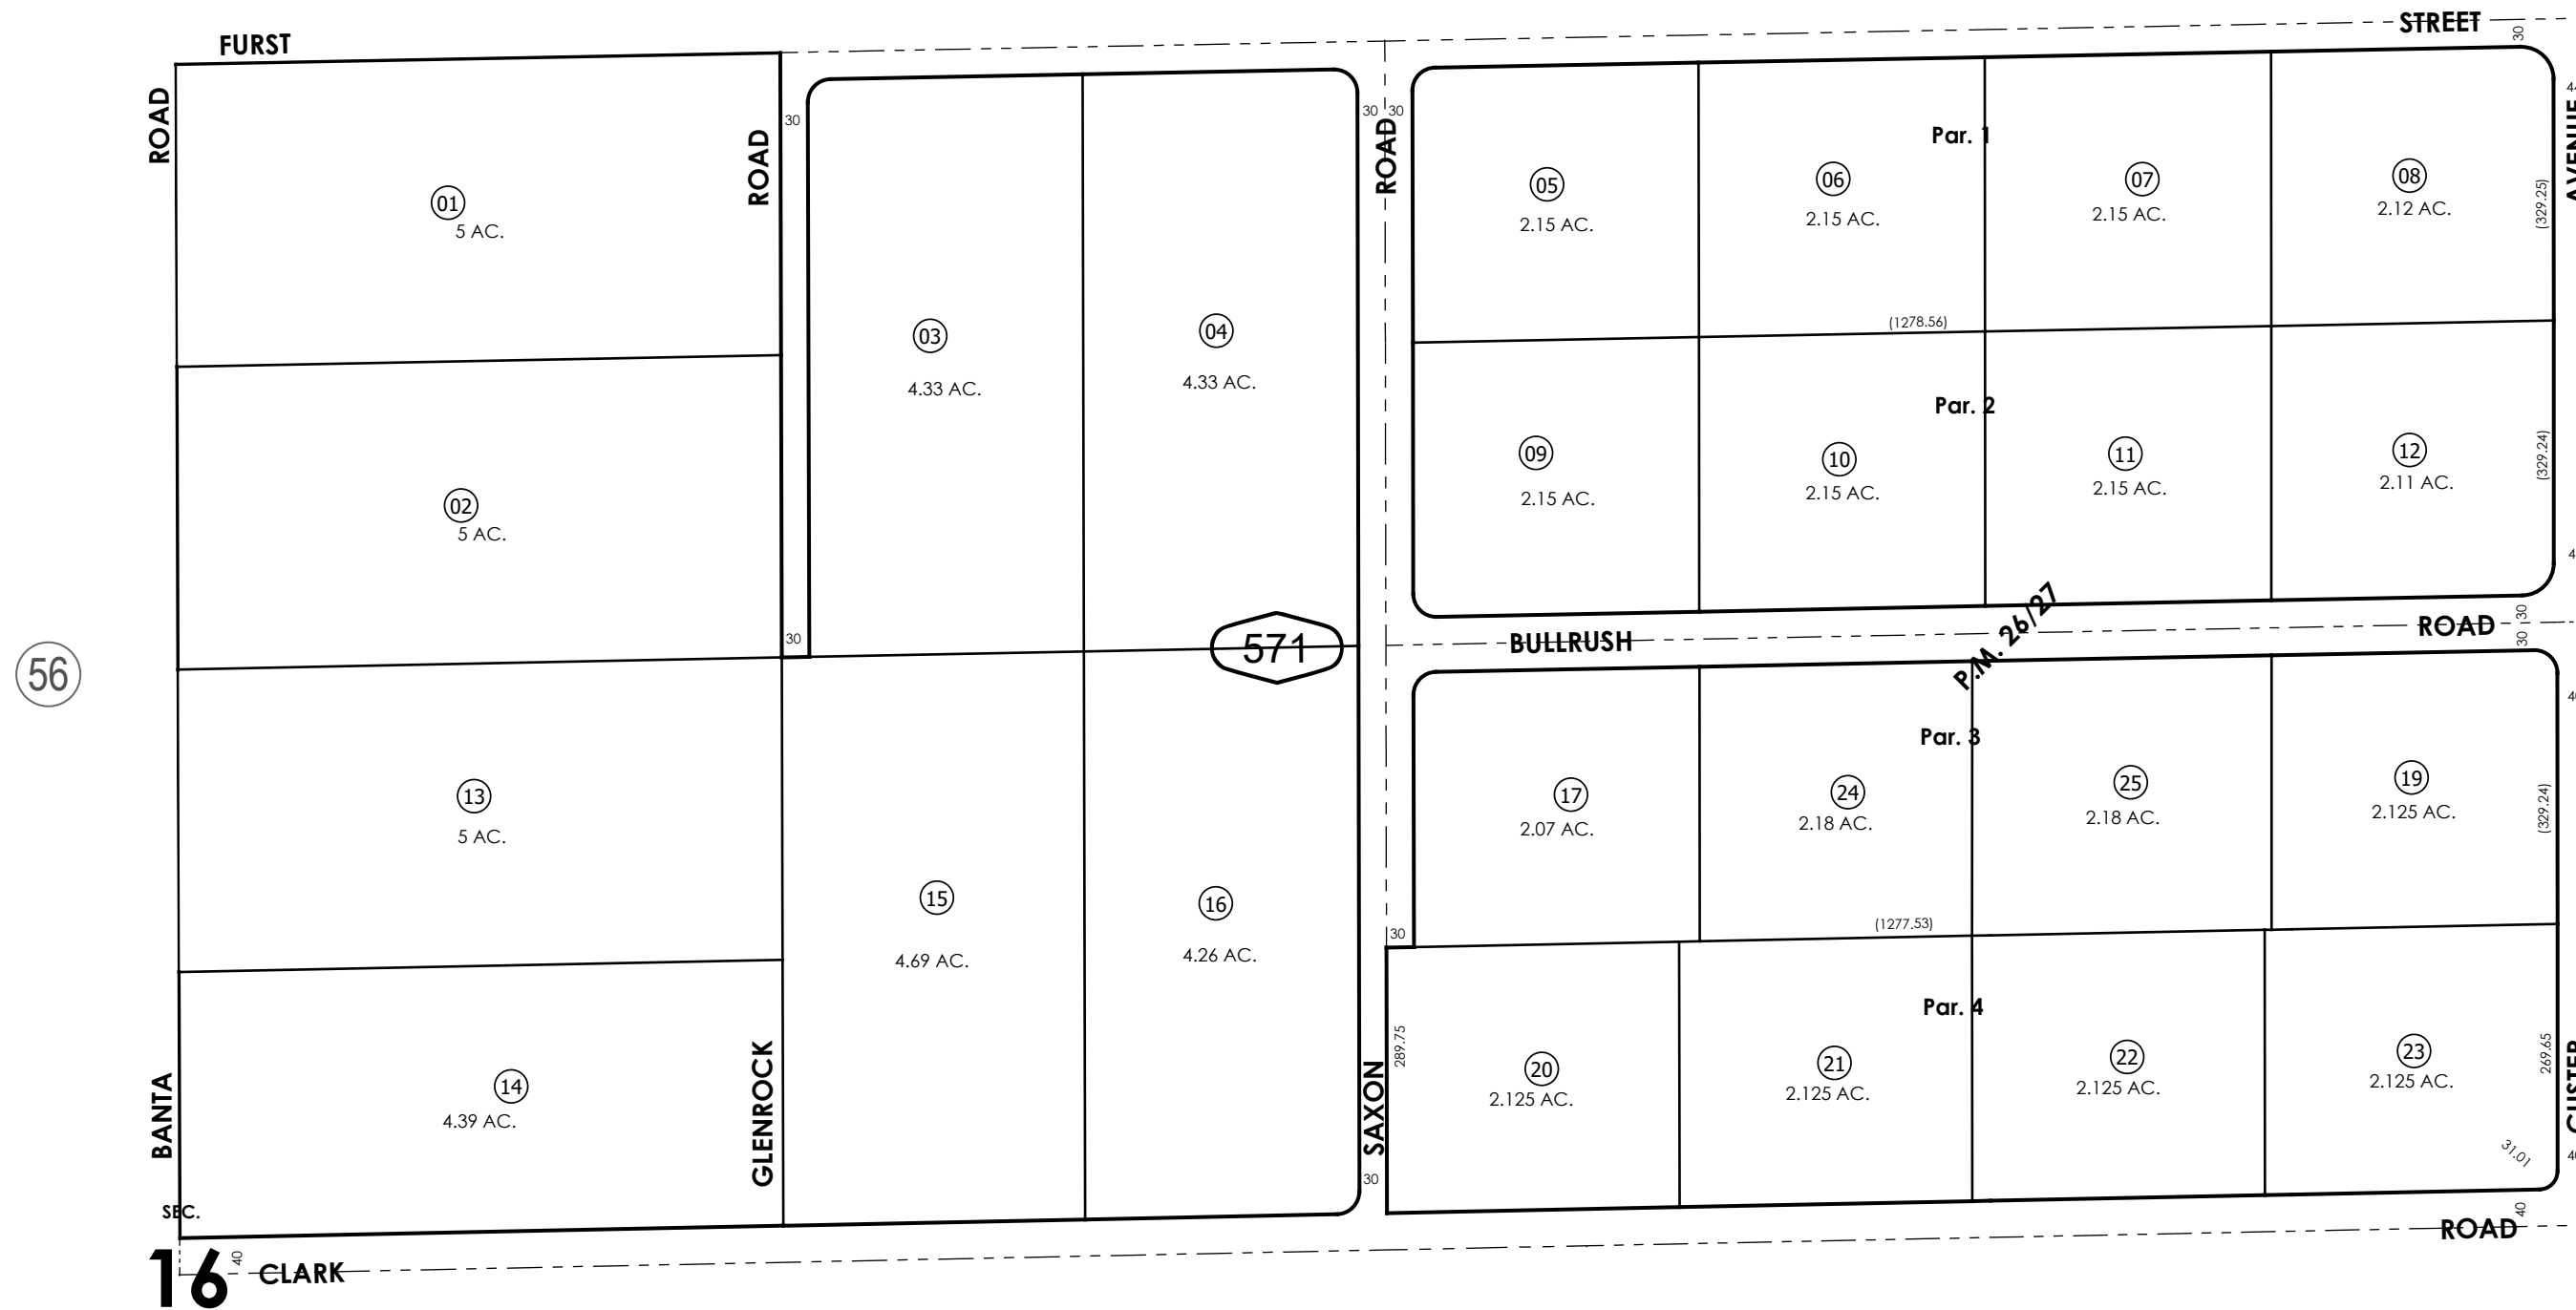 FURST
STREET
30
ROAD
ROAD
30
30
30
ROAD
Par. 1
01
5 AC.
05
2.15 AC.
06
2.15 AC.
07
2.15 AC.
08
2.12 AC.
(329.25)
AVENUE
03
4.33 AC.
04
4.33 AC.
(1278.56)
Par. 2
02
5 AC.
09
2.15 AC.
10
2.15 AC.
11
2.15 AC.
12
2.11 AC.
(329.24)
30
571
56
BULLRUSH
P.M. 26/27
ROAD
30
30
Par. 3
13
5 AC.
17
2.07 AC.
24
2.18 AC.
25
2.18 AC.
19
2.125 AC.
(329.24)
15
4.69 AC.
16
4.26 AC.
30
(1277.53)
Par. 4
289.75
14
4.39 AC.
20
2.125 AC.
21
2.125 AC.
22
2.125 AC.
23
2.125 AC.
269.65
31.01
BANTA
GLENROCK
SAXON
30
CUSTER
SEC.
16
40
CLARK
40
ROAD